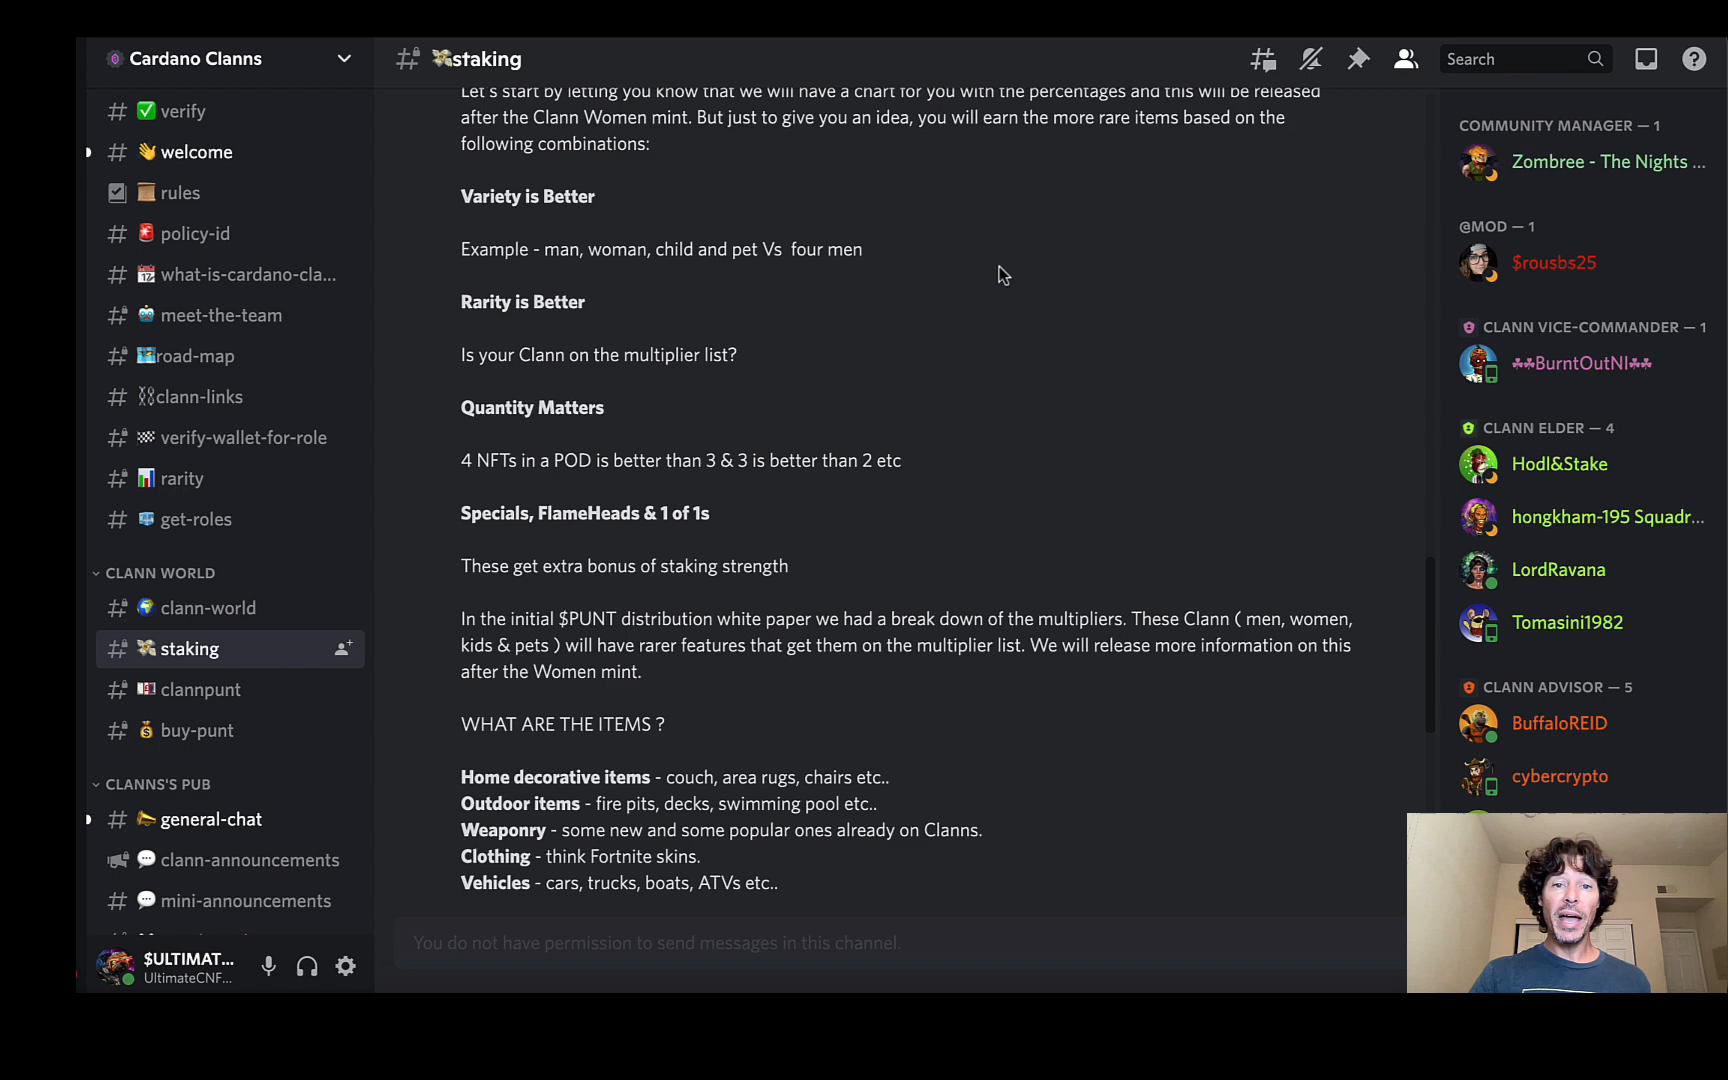 Cardano Clanns
verify
welcome
rules
policy-id
what-is-cardano-cla...
meet-the-team
road-map
clann-links
verify-wallet-for-role
rarity
get-roles
CLANN WORLD
clann-world
staking
clannpunt
buy-punt
CLANNS'S PUB
general-chat
clann-announcements
mini-announcements
$ULTIMAT...
UltimateCNF...
staking
Search
Let's start by letting you know that we will have a chart for you with the percentages and this will be released
after the Clann Women mint. But just to give you an idea, you will earn the more rare items based on the
following combinations:
Variety is Better
Example - man, woman, child and pet Vs  four men
Rarity is Better
Is your Clann on the multiplier list?
Quantity Matters
4 NFTs in a POD is better than 3 & 3 is better than 2 etc
Specials, FlameHeads & 1 of 1s
These get extra bonus of staking strength
In the initial $PUNT distribution white paper we had a break down of the multipliers. These Clann ( men, women,
kids & pets ) will have rarer features that get them on the multiplier list. We will release more information on this
after the Women mint.
WHAT ARE THE ITEMS ?
Home decorative items - couch, area rugs, chairs etc..
Outdoor items - fire pits, decks, swimming pool etc..
Weaponry - some new and some popular ones already on Clanns.
Clothing - think Fortnite skins.
Vehicles - cars, trucks, boats, ATVs etc..
You do not have permission to send messages in this channel.
COMMUNITY MANAGER — 1
Zombree - The Nights ...
@MOD — 1
$rousbs25
CLANN VICE-COMMANDER — 1
☘☘BurntOutNI☘☘
CLANN ELDER — 4
Hodl&Stake
hongkham-195 Squadr...
LordRavana
Tomasini1982
CLANN ADVISOR — 5
BuffaloREID
cybercrypto